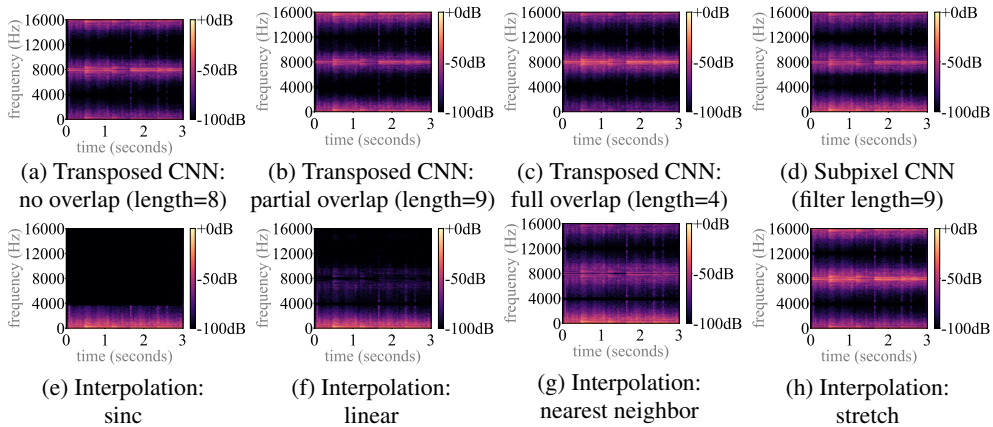 16000
12000
8000
4000
0
frequency (Hz)
0 1 2 3
time (seconds)
+0dB
-50dB
-100dB
(a) Transposed CNN:
no overlap (length=8)
16000
12000
8000
4000
0
frequency (Hz)
0 1 2 3
time (seconds)
+0dB
-50dB
-100dB
(b) Transposed CNN:
partial overlap (length=9)
16000
12000
8000
4000
0
frequency (Hz)
0 1 2 3
time (seconds)
+0dB
-50dB
-100dB
(c) Transposed CNN:
full overlap (length=4)
16000
12000
8000
4000
0
frequency (Hz)
0 1 2 3
time (seconds)
+0dB
-50dB
-100dB
(d) Subpixel CNN
(filter length=9)
16000
12000
8000
4000
0
frequency (Hz)
0 1 2 3
time (seconds)
+0dB
-50dB
-100dB
(e) Interpolation:
sinc
16000
12000
8000
4000
0
frequency (Hz)
0 1 2 3
time (seconds)
+0dB
-50dB
-100dB
(f) Interpolation:
linear
16000
12000
8000
4000
0
frequency (Hz)
0 1 2 3
time (seconds)
+0dB
-50dB
-100dB
(g) Interpolation:
nearest neighbor
16000
12000
8000
4000
0
frequency (Hz)
0 1 2 3
time (seconds)
+0dB
-50dB
-100dB
(h) Interpolation:
stretch